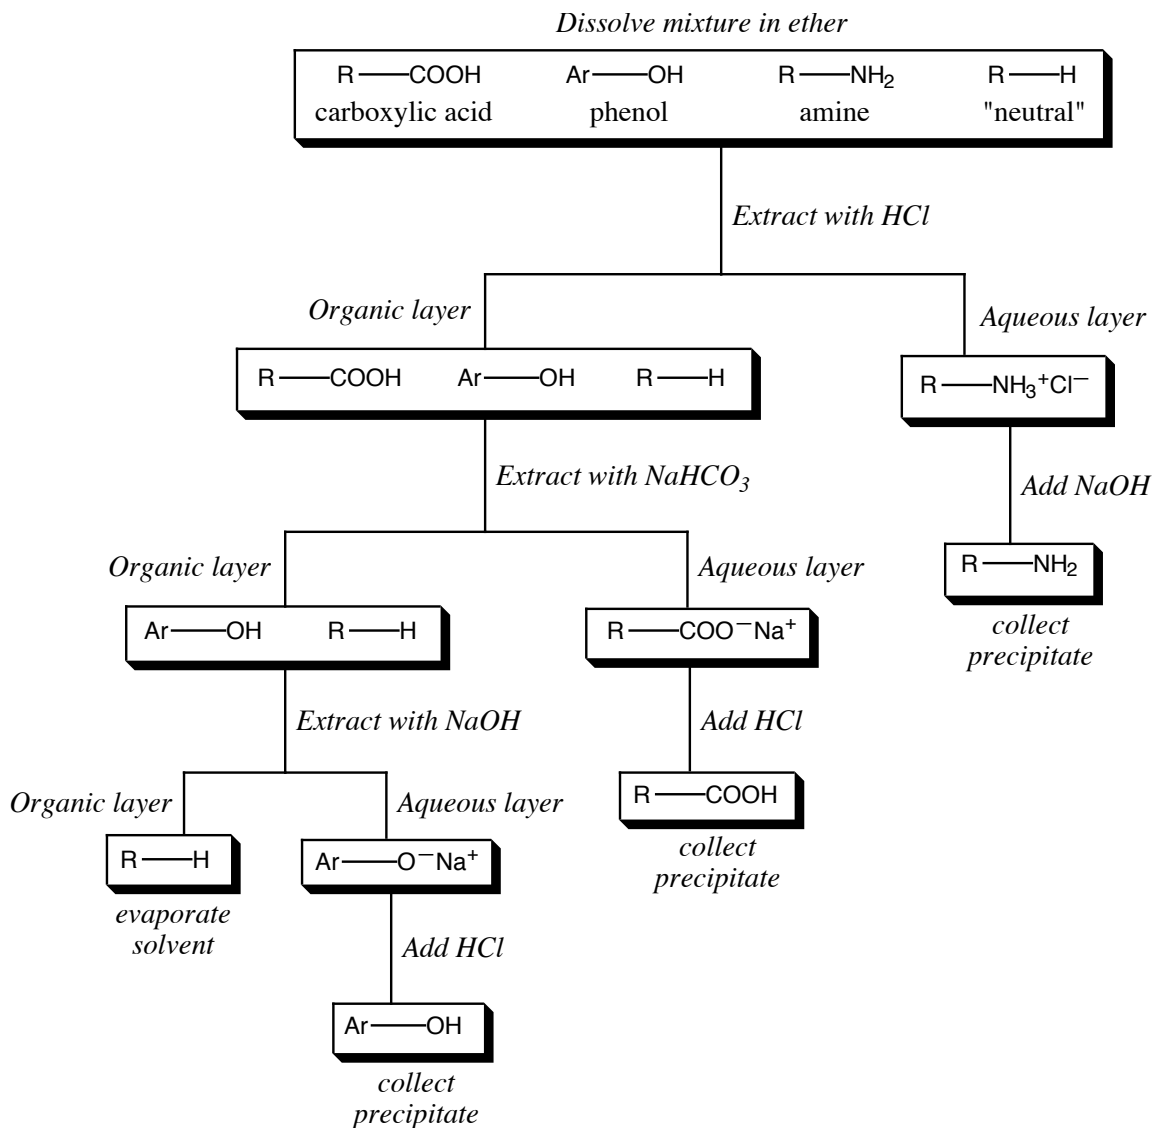 Dissolve mixture in ether
R—COOH Ar—OH R—NH₂ R—H
carboxylic acid phenol amine "neutral"
Extract with HCl
Organic layer
Aqueous layer
R—COOH Ar—OH R—H
R—NH₃⁺Cl⁻
Extract with NaHCO₃
Add NaOH
Organic layer
Aqueous layer
R—NH₂
collect
precipitate
Ar—OH R—H
R—COO⁻Na⁺
Extract with NaOH
Add HCl
Organic layer
Aqueous layer
R—COOH
collect
precipitate
R—H
evaporate
solvent
Ar—O⁻Na⁺
Add HCl
Ar—OH
collect
precipitate